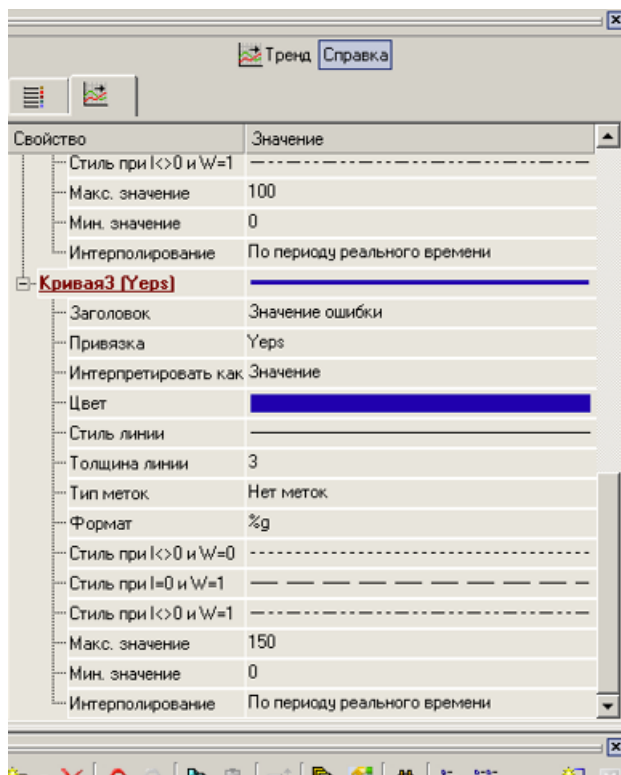 Тренд Справка
Свойство Значение
Стиль при I<>0 и W=1
Макс. значение 100
Мин. значение 0
Интерполирование По периоду реального времени
Кривая3 (Yeps)
Заголовок Значение ошибки
Привязка Yeps
Интерпретировать как Значение
Цвет
Стиль линии
Толщина линии 3
Тип меток Нет меток
Формат %g
Стиль при I<>0 и W=0
Стиль при I=0 и W=1
Стиль при I<>0 и W=1
Макс. значение 150
Мин. значение 0
Интерполирование По периоду реального времени